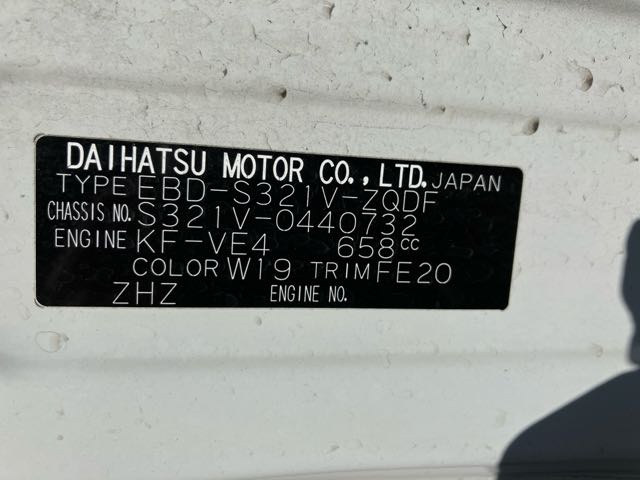 DAIHATSU MOTOR CO.,LTD. JAPAN
TYPE EBD-S321V-ZQDF
CHASSIS NO. S321V-0440732
ENGINE KF-VE4 658cc
COLOR W19 TRIM FE20
ZHZ ENGINE NO.